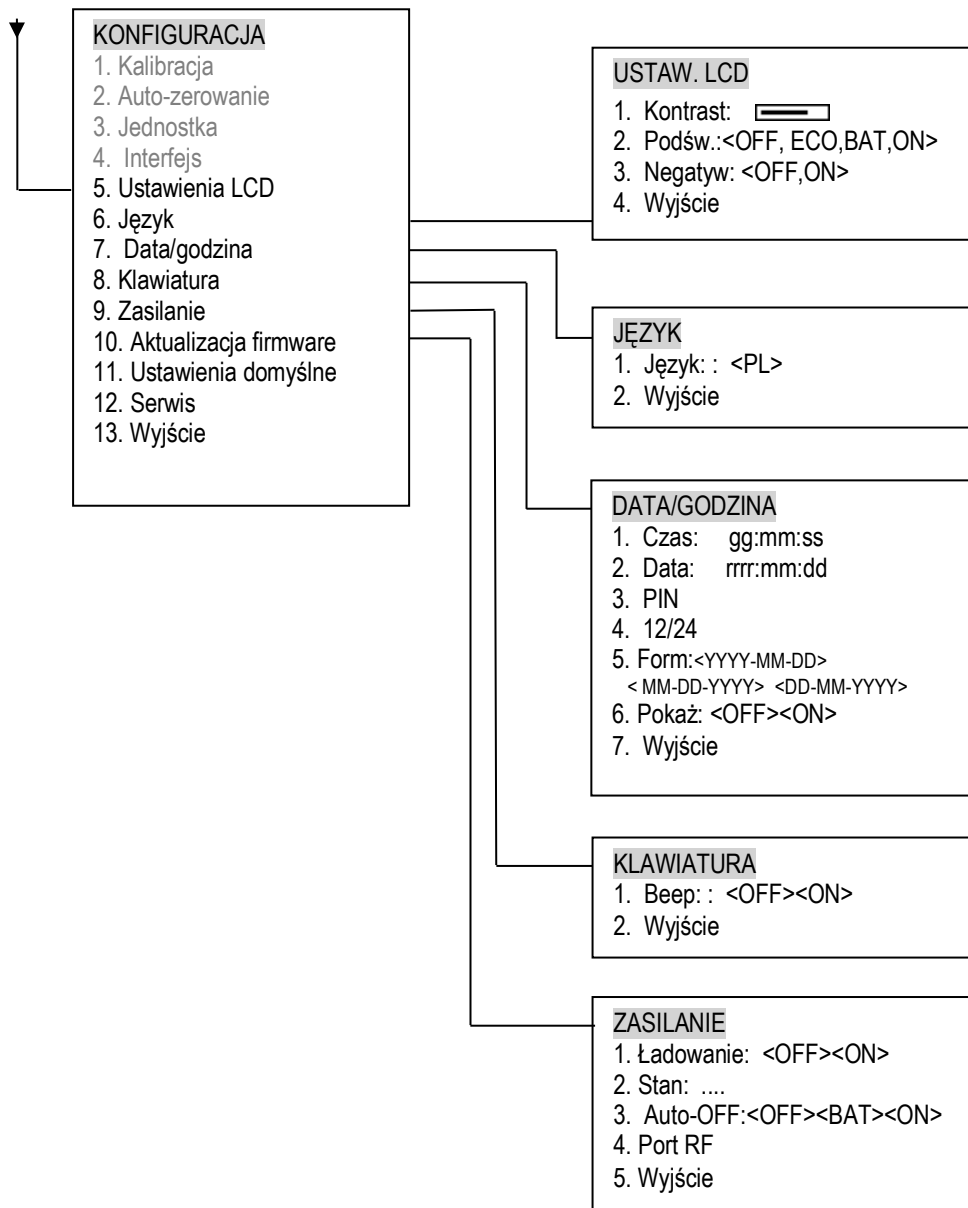 KONFIGURACJA
1. Kalibracja
2. Auto-zerowanie
3. Jednostka
4. Interfejs
5. Ustawienia LCD
6. Język
7. Data/godzina
8. Klawiatura
9. Zasilanie
10. Aktualizacja firmware
11. Ustawienia domyślne
12. Serwis
13. Wyjście
USTAW. LCD
1. Kontrast:
2. Podśw.:<OFF, ECO,BAT,ON>
3. Negatyw: <OFF,ON>
4. Wyjście
JĘZYK
1. Język: : <PL>
2. Wyjście
DATA/GODZINA
1. Czas: gg:mm:ss
2. Data: rrrr:mm:dd
3. PIN
4. 12/24
5. Form:<YYYY-MM-DD>
< MM-DD-YYYY> <DD-MM-YYYY>
6. Pokaż: <OFF><ON>
7. Wyjście
KLAWIATURA
1. Beep: : <OFF><ON>
2. Wyjście
ZASILANIE
1. Ładowanie: <OFF><ON>
2. Stan: ....
3. Auto-OFF:<OFF><BAT><ON>
4. Port RF
5. Wyjście